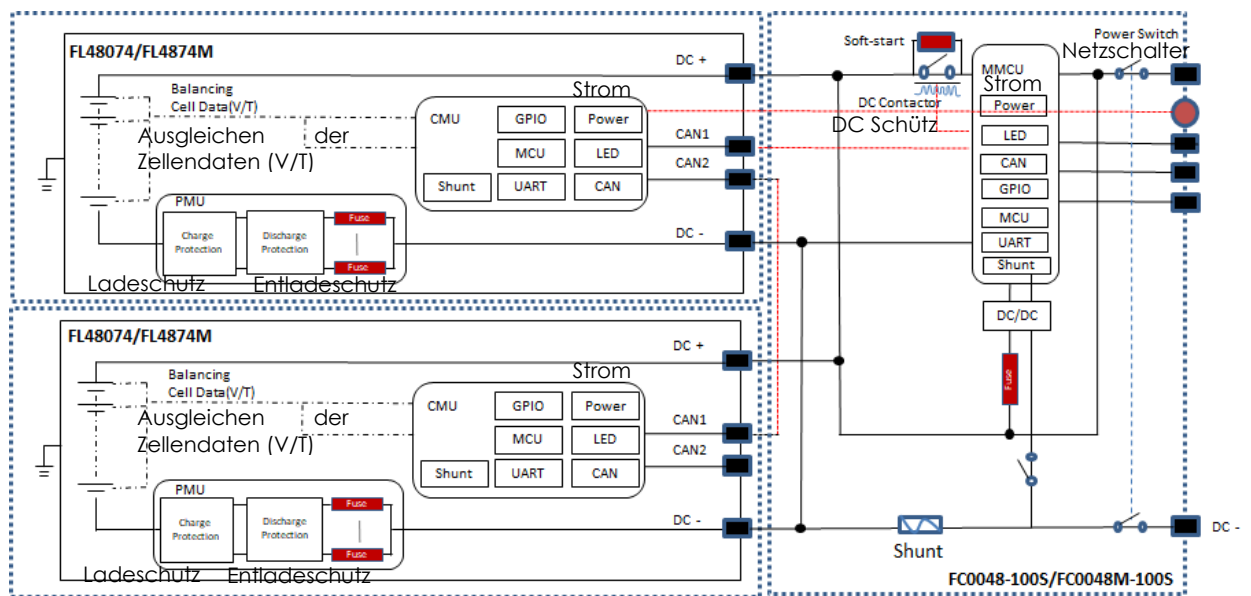 FL48074/FL4874M
DC +
Balancing
Cell Data(V/T)
Ausgleichen der
Zellendaten (V/T)
Strom
CMU
GPIO
Power
MCU
LED
Shunt
UART
CAN
CAN1
CAN2
PMU
Charge
Protection
Discharge
Protection
Fuse
Fuse
DC -
Ladeschutz
Entladeschutz
FL48074/FL4874M
DC +
Balancing
Cell Data(V/T)
Ausgleichen der
Zellendaten (V/T)
Strom
CMU
GPIO
Power
MCU
LED
Shunt
UART
CAN
CAN1
CAN2
PMU
Charge
Protection
Discharge
Protection
Fuse
Fuse
DC -
Ladeschutz
Entladeschutz
Soft-start
Power Switch
Netzschalter
MMCU
Strom
DC Contactor
DC Schütz
Power
LED
CAN
GPIO
MCU
UART
Shunt
DC/DC
Fuse
Shunt
DC -
FC0048-100S/FC0048M-100S